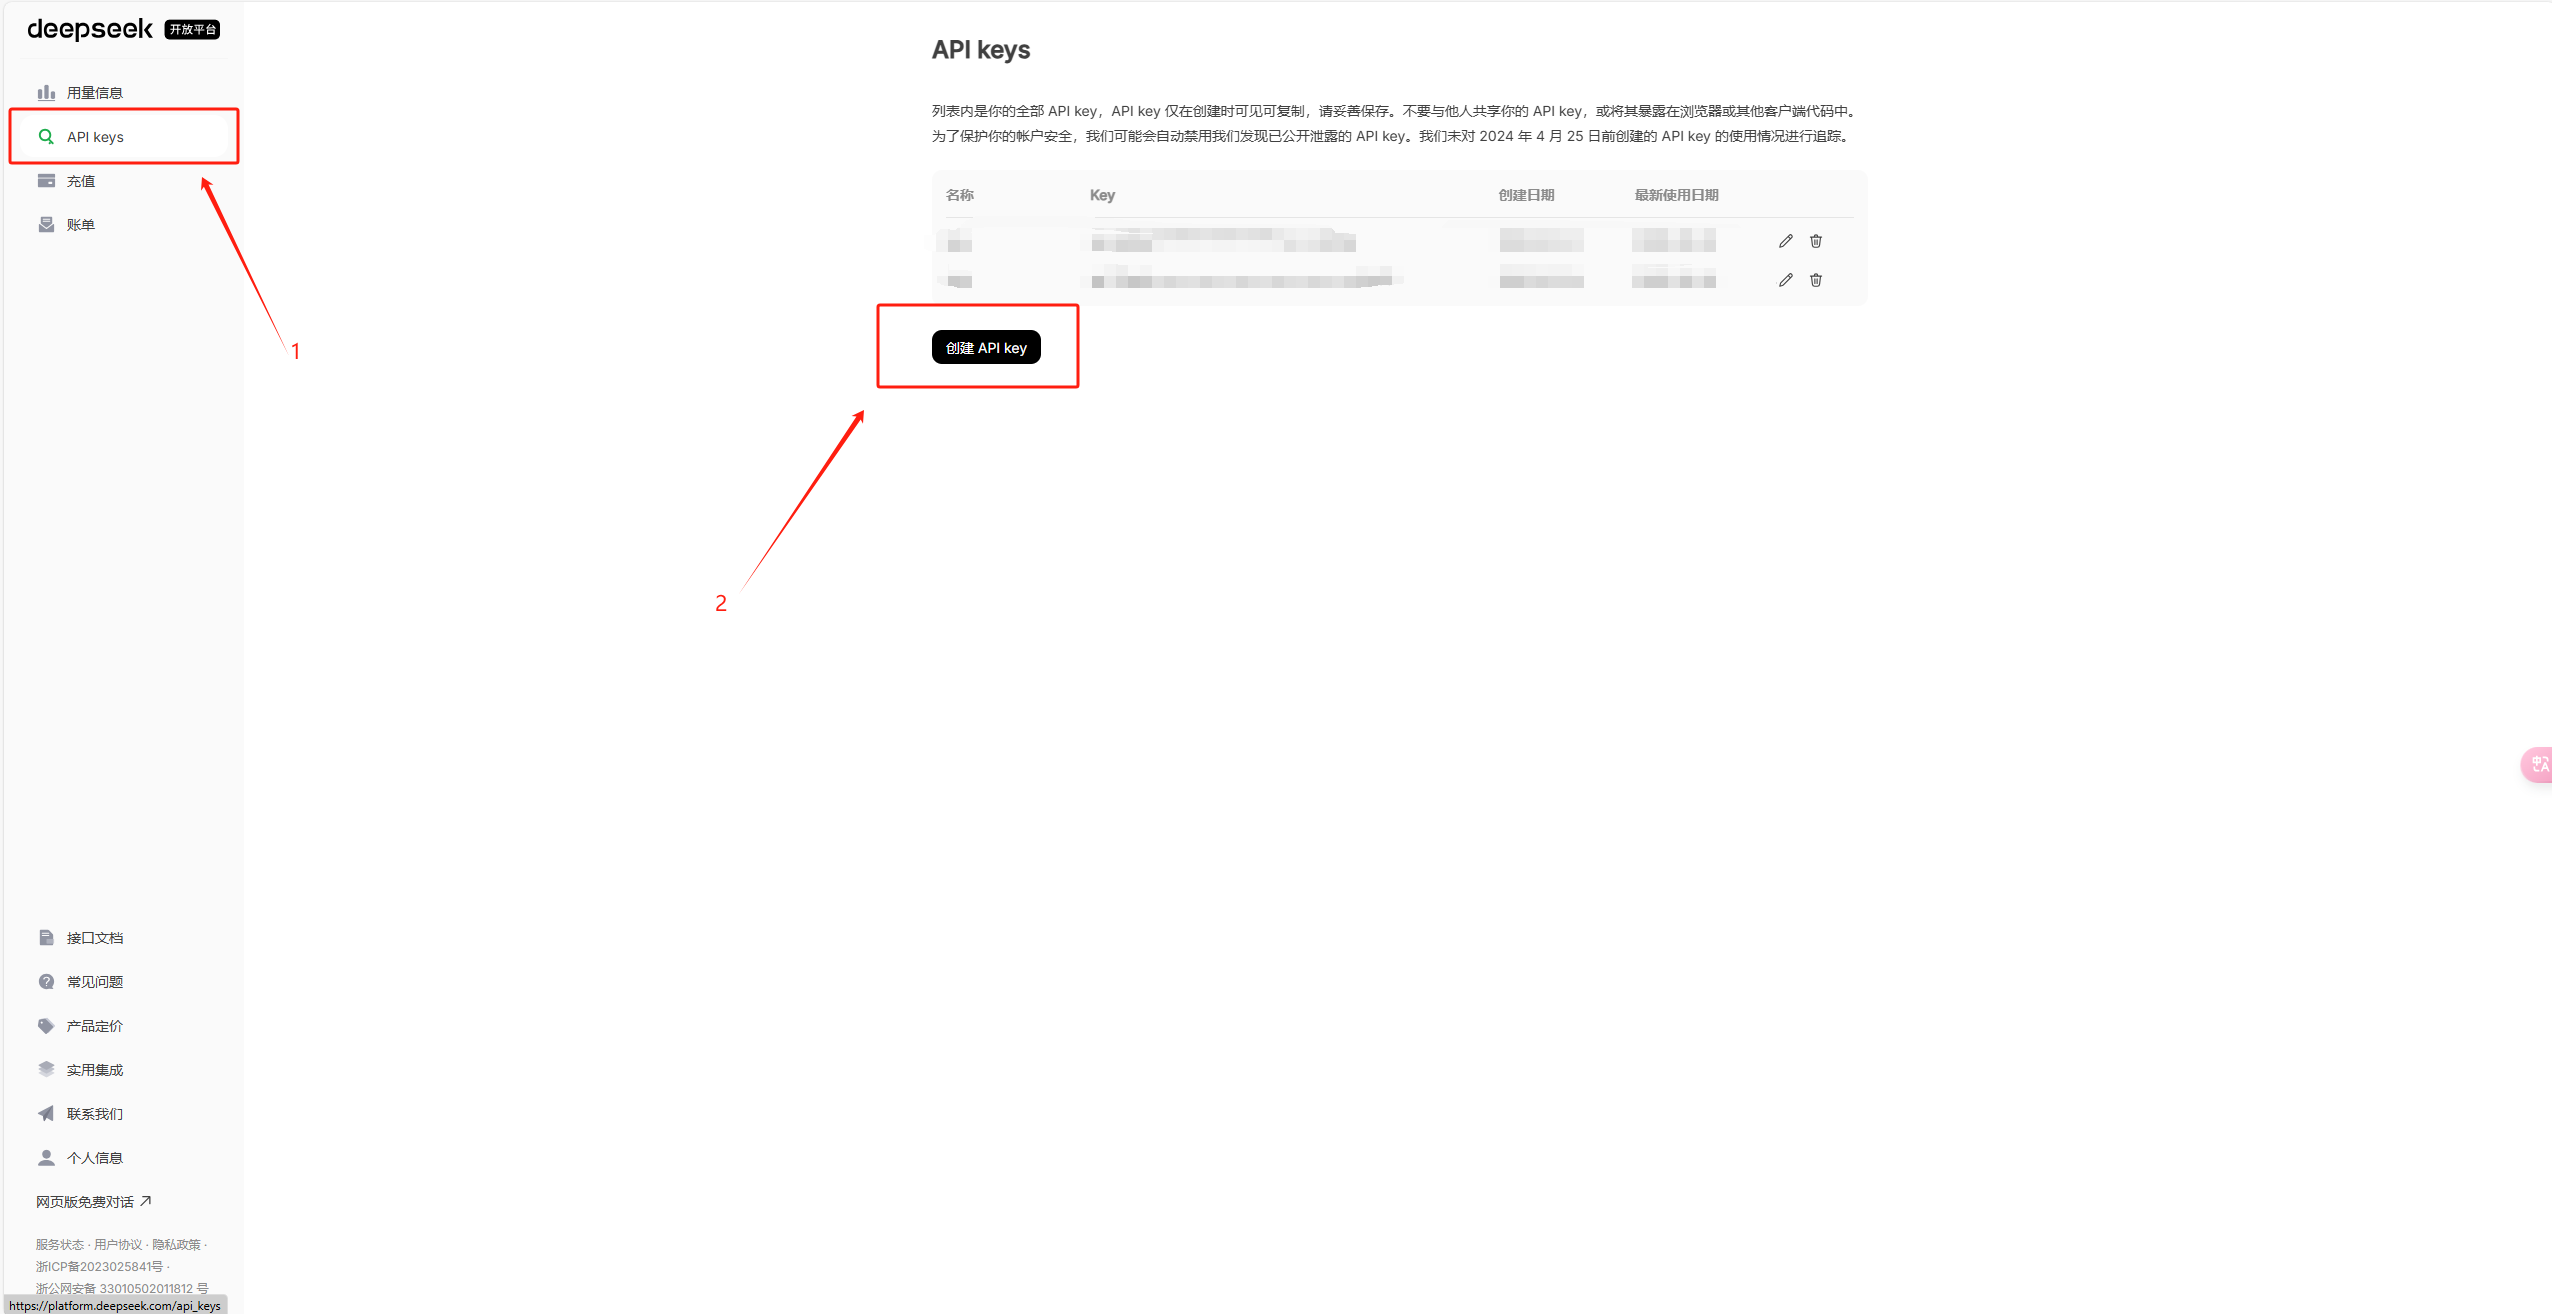 deepseek 开放平台
用量信息
API keys
充值
账单
1
API keys
列表内是你的全部 API key，API key 仅在创建时可见可复制，请妥善保存。不要与他人共享你的 API key，或将其暴露在浏览器或其他客户端代码中。
为了保护你的帐户安全，我们可能会自动禁用我们发现已公开泄露的 API key。我们未对 2024 年 4 月 25 日前创建的 API key 的使用情况进行追踪。
名称 Key 创建日期 最新使用日期
创建 API key
2
接口文档
常见问题
产品定价
实用集成
联系我们
个人信息
网页版免费对话
服务状态 · 用户协议 · 隐私政策 ·
浙ICP备2023025841号 ·
浙公网安备 33010502011812 号
https://platform.deepseek.com/api_keys
中A